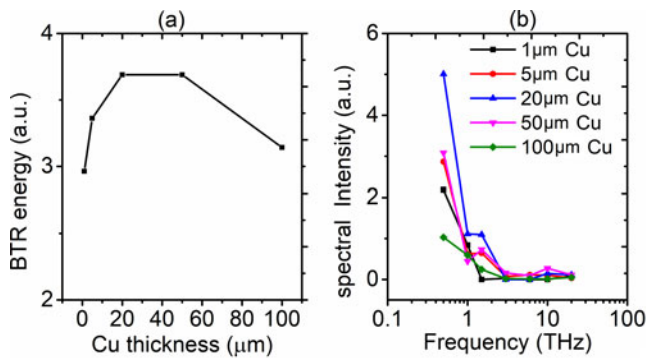 (a)
BTR energy (a.u.)
4
3
2
0 20 40 60 80 100
Cu thickness (μm)
(b)
spectral Intensity (a.u.)
6
4
2
0
1μm Cu
5μm Cu
20μm Cu
50μm Cu
100μm Cu
0.1 1 10 100
Frequency (THz)